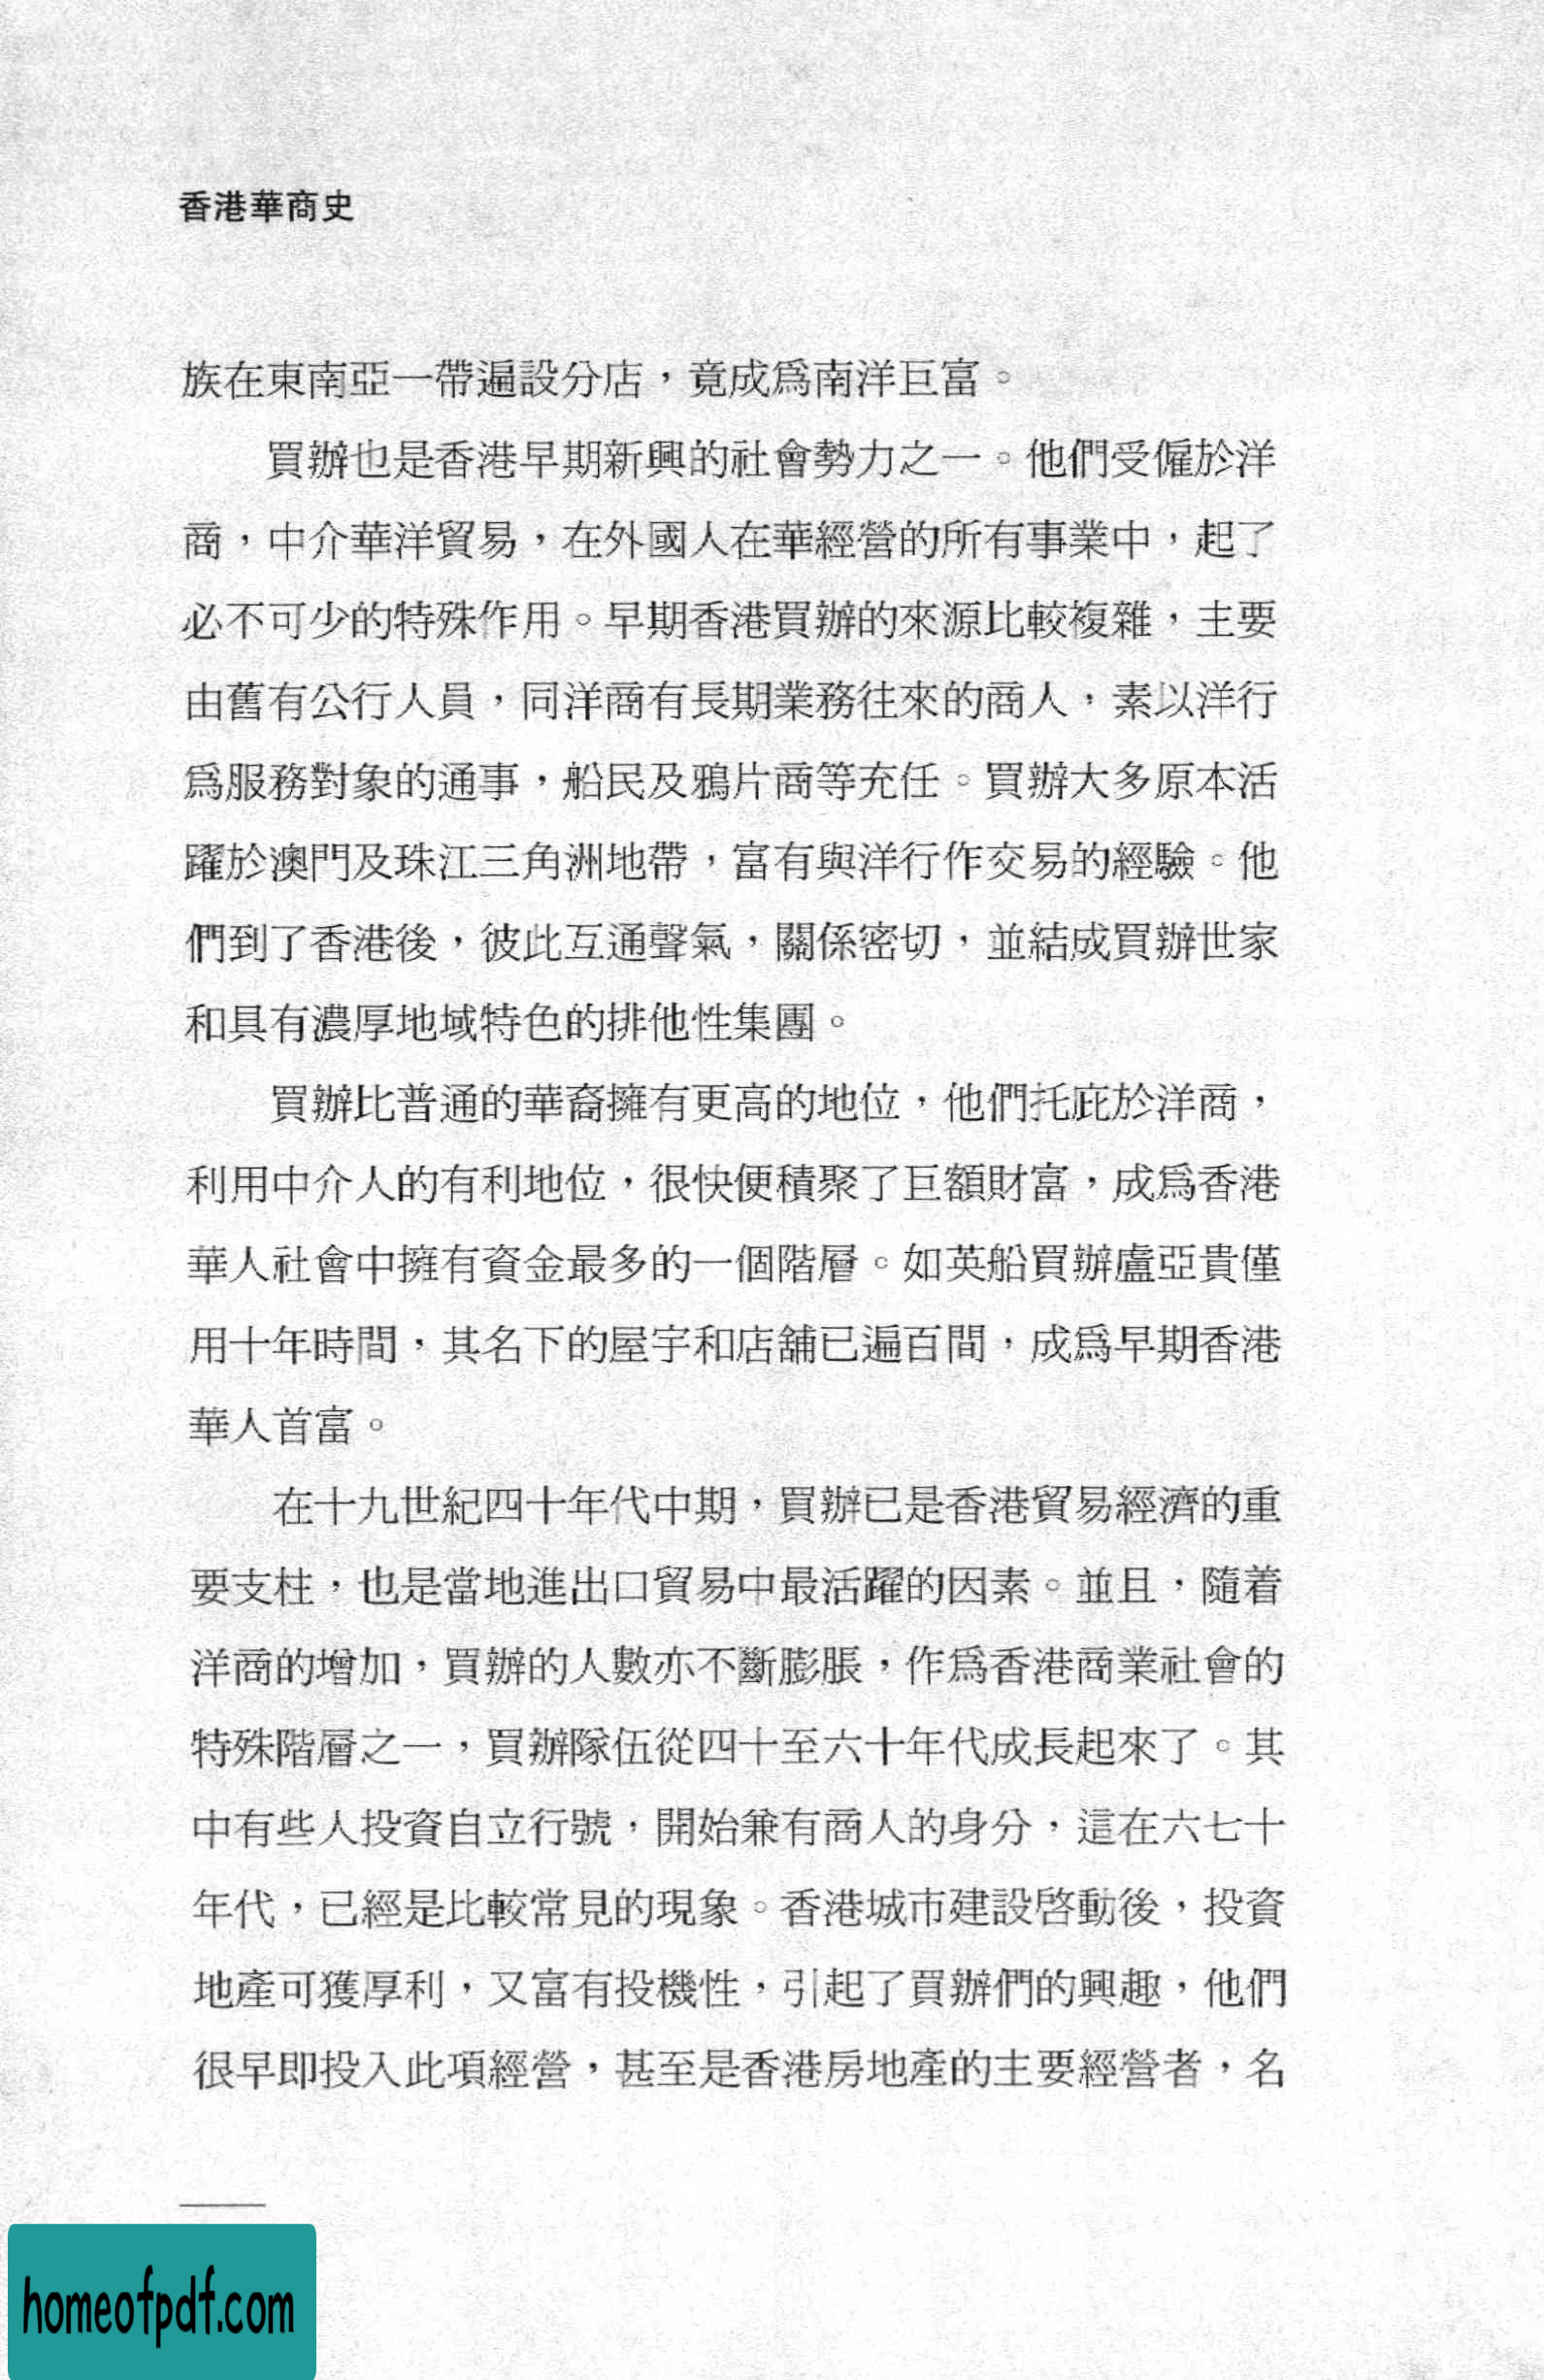 香港華商史
族在東南亞一帶遍設分店，竟成爲南洋巨富。
買辦也是香港早期新興的社會勢力之一。他們受僱於洋
商，中介華洋貿易，在外國人在華經營的所有事業中，起了
必不可少的特殊作用。早期香港買辦的來源比較複雜，主要
由舊有公行人員，同洋商有長期業務往來的商人，素以洋行
爲服務對象的通事，船民及鴉片商等充任。買辦大多原本活
躍於澳門及珠江三角洲地帶，富有與洋行作交易的經驗。他
們到了香港後，彼此互通聲氣，關係密切，並結成買辦世家
和具有濃厚地域特色的排他性集團。
買辦比普通的華裔擁有更高的地位，他們托庇於洋商，
利用中介人的有利地位，很快便積聚了巨額財富，成爲香港
華人社會中擁有資金最多的一個階層。如英船買辦盧亞貴僅
用十年時間，其名下的屋宇和店舖已遍百間，成爲早期香港
華人首富。
在十九世紀四十年代中期，買辦已是香港貿易經濟的重
要支柱，也是當地進出口貿易中最活躍的因素。並且，隨着
洋商的增加，買辦的人數亦不斷膨脹，作爲香港商業社會的
特殊階層之一，買辦隊伍從四十至六十年代成長起來了。其
中有些人投資自立行號，開始兼有商人的身分，這在六七十
年代，已經是比較常見的現象。香港城市建設啓動後，投資
地產可獲厚利，又富有投機性，引起了買辦們的興趣，他們
很早即投入此項經營，甚至是香港房地產的主要經營者，名
homeofpdf.com